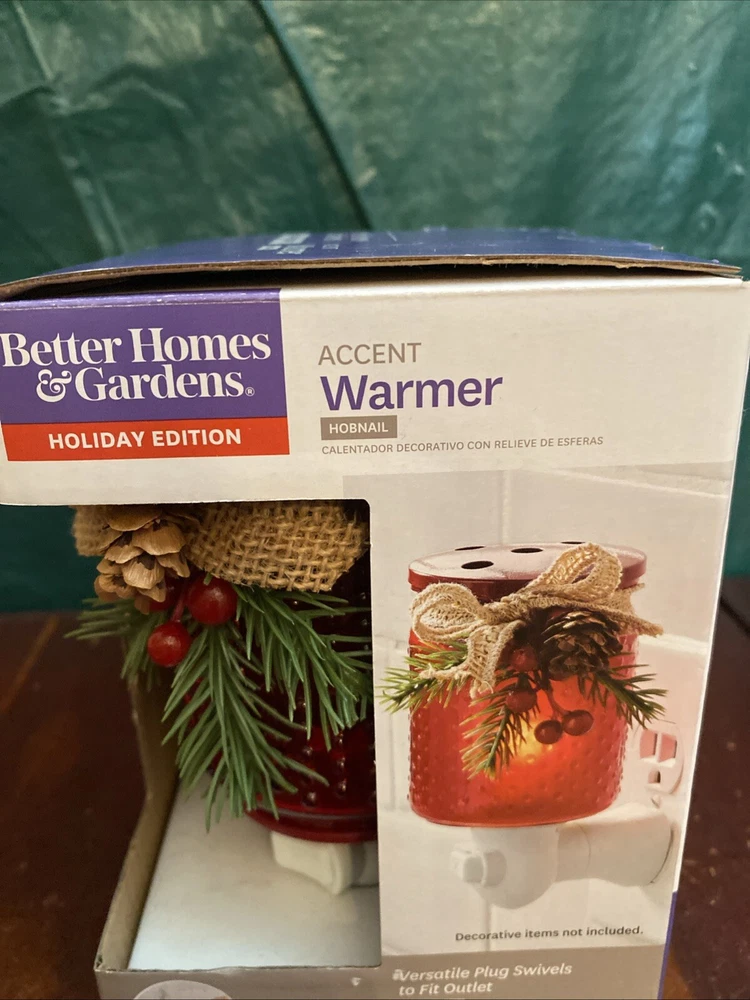 Better Homes
&Gardens®
HOLIDAY EDITION
ACCENT
Warmer
HOBNAIL
CALENTADOR DECORATIVO CON RELIEVE DE ESFERAS
Decorative items not included.
Versatile Plug Swivels
to Fit Outlet